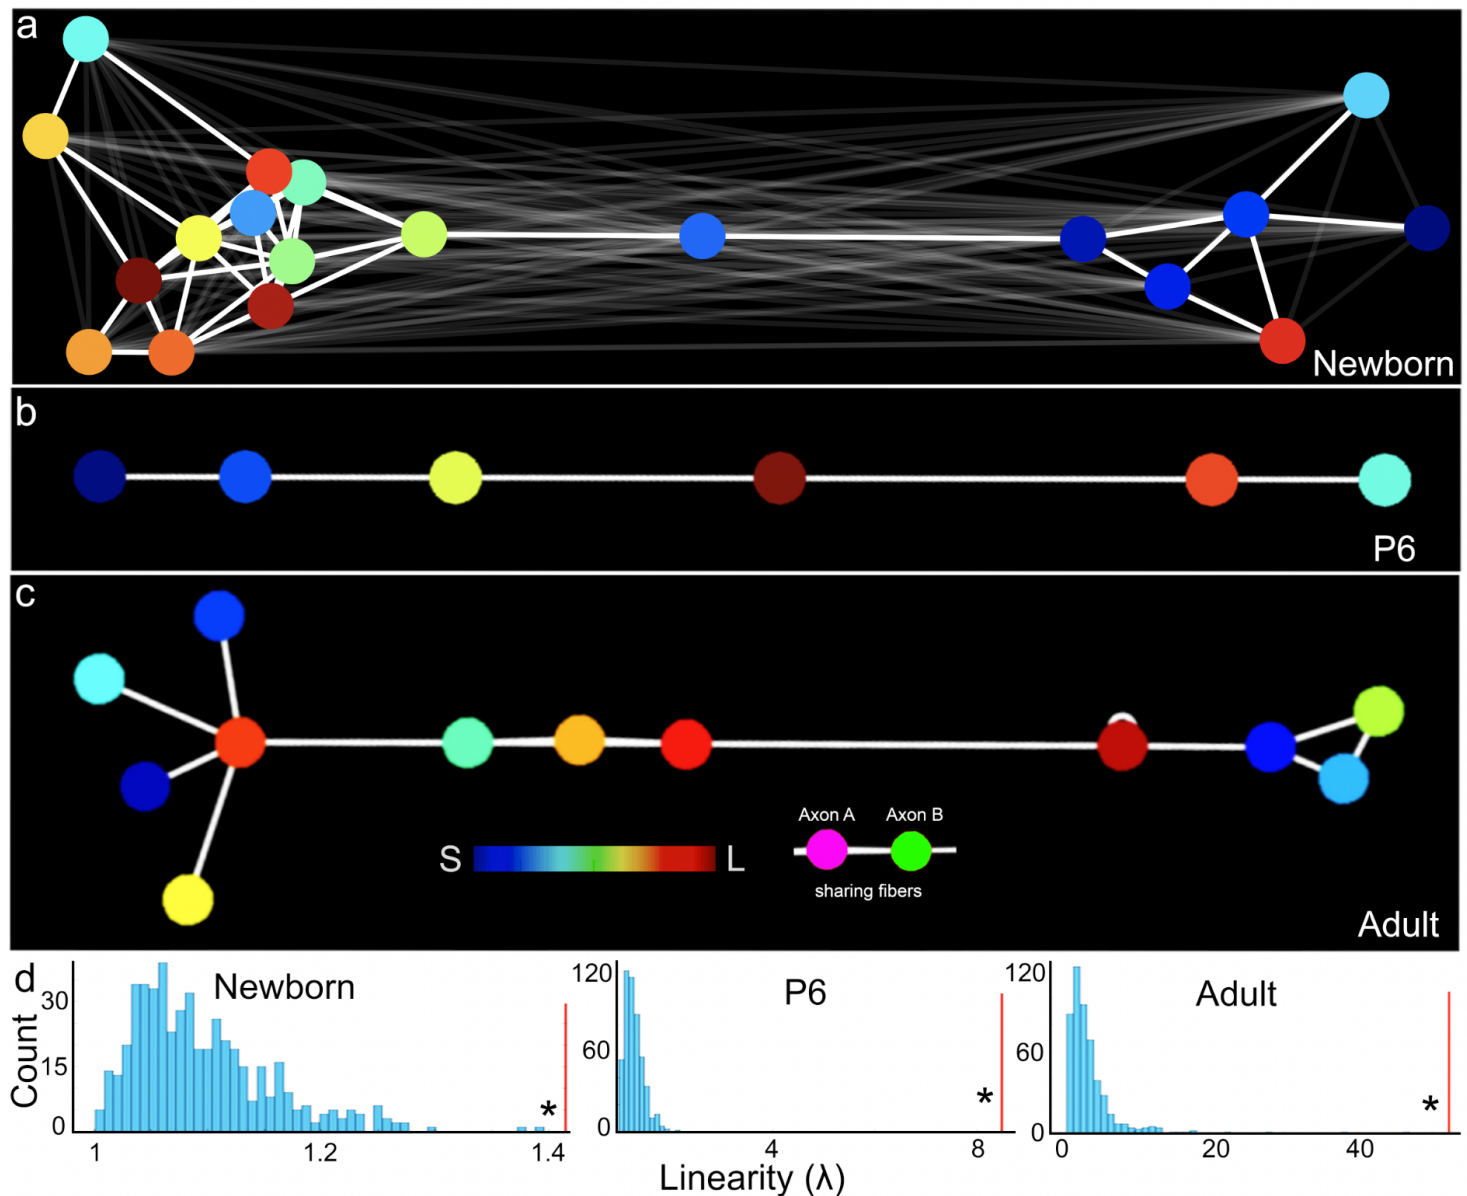 a
Newborn
b
P6
c
Axon A Axon B
S L
sharing fibers
Adult
d
Newborn
P6
Adult
Count
30
15
0
120
60
0
120
60
0
*
*
*
1 1.2 1.4
4 8
0 20 40
Linearity (λ)